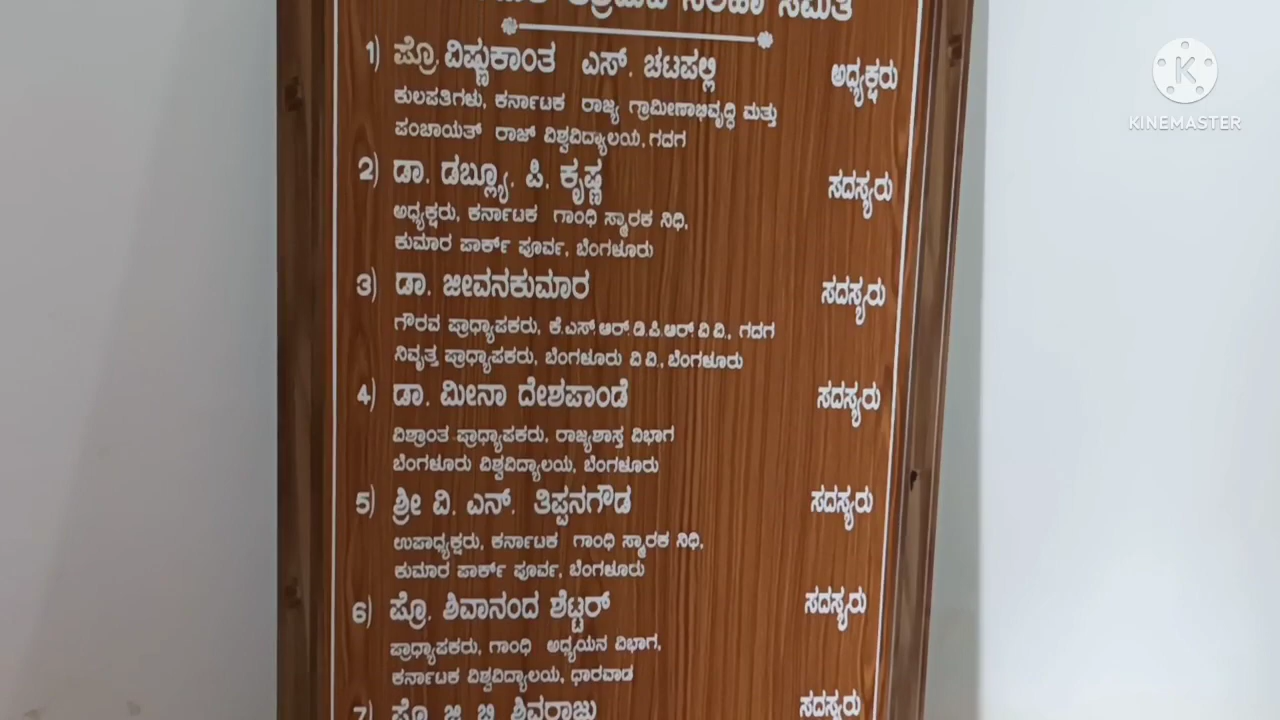 ಸಲಹಾ ಸಮಿತಿ
1) ಪ್ರೊ. ವಿಷ್ಣುಕಾಂತ ಎಸ್. ಚಟಪಲ್ಲಿ ಅಧ್ಯಕ್ಷರು
ಕುಲಪತಿಗಳು, ಕರ್ನಾಟಕ ರಾಜ್ಯ ಗ್ರಾಮೀಣಾಭಿವೃದ್ಧಿ ಮತ್ತು
ಪಂಚಾಯತ್ ರಾಜ್ ವಿಶ್ವವಿದ್ಯಾಲಯ, ಗದಗ
2) ಡಾ. ಡಬ್ಲ್ಯೂ. ಪಿ. ಕೃಷ್ಣ ಸದಸ್ಯರು
ಅಧ್ಯಕ್ಷರು, ಕರ್ನಾಟಕ ಗಾಂಧಿ ಸ್ಮಾರಕ ನಿಧಿ,
ಕುಮಾರ ಪಾರ್ಕ್ ಪೂರ್ವ, ಬೆಂಗಳೂರು
3) ಡಾ. ಜೀವನಕುಮಾರ ಸದಸ್ಯರು
ಗೌರವ ಪ್ರಾಧ್ಯಾಪಕರು, ಕೆ.ಎಸ್.ಆರ್.ಡಿ.ಪಿ.ಆರ್.ವಿ.ವಿ., ಗದಗ
ನಿವೃತ್ತ ಪ್ರಾಧ್ಯಾಪಕರು, ಬೆಂಗಳೂರು ವಿ.ವಿ., ಬೆಂಗಳೂರು
4) ಡಾ. ಮೀನಾ ದೇಶಪಾಂಡೆ ಸದಸ್ಯರು
ವಿಶ್ರಾಂತ ಪ್ರಾಧ್ಯಾಪಕರು, ರಾಜ್ಯಶಾಸ್ತ್ರ ವಿಭಾಗ
ಬೆಂಗಳೂರು ವಿಶ್ವವಿದ್ಯಾಲಯ, ಬೆಂಗಳೂರು
5) ಶ್ರೀ ವಿ. ಎನ್. ತಿಪ್ಪನಗೌಡ ಸದಸ್ಯರು
ಉಪಾಧ್ಯಕ್ಷರು, ಕರ್ನಾಟಕ ಗಾಂಧಿ ಸ್ಮಾರಕ ನಿಧಿ,
ಕುಮಾರ ಪಾರ್ಕ್ ಪೂರ್ವ, ಬೆಂಗಳೂರು
6) ಪ್ರೊ. ಶಿವಾನಂದ ಶೆಟ್ಟರ್ ಸದಸ್ಯರು
ಪ್ರಾಧ್ಯಾಪಕರು, ಗಾಂಧಿ ಅಧ್ಯಯನ ವಿಭಾಗ,
ಕರ್ನಾಟಕ ವಿಶ್ವವಿದ್ಯಾಲಯ, ಧಾರವಾಡ
7) ಪ್ರೊ. ಜಿ. ಬಿ. ಶಿವರಾಜು ಸದಸ್ಯರು
KINEMASTER